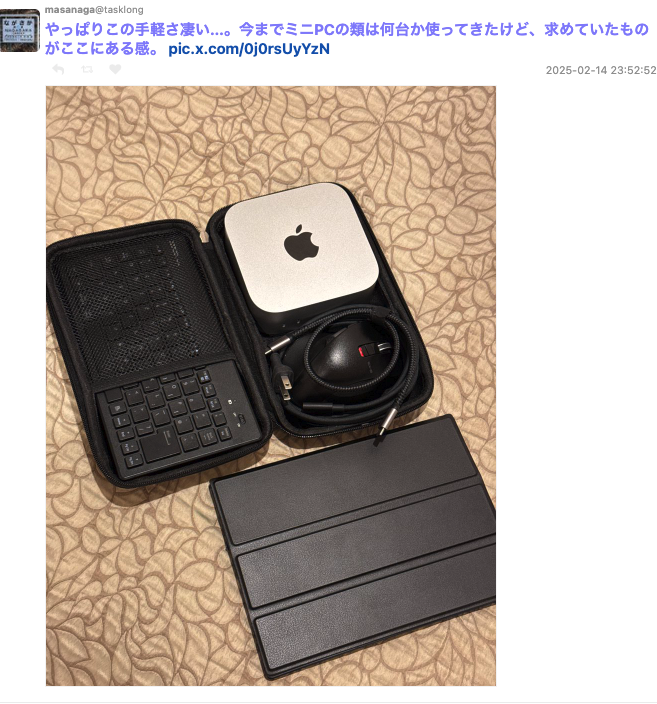 masanaga@tasklong
やっぱりこの手軽さ凄い...。今までミニPCの類は何台か使ってきたけど、求めていたもの
がここにある感。 pic.x.com/0j0rsUyYzN
2025-02-14 23:52:52